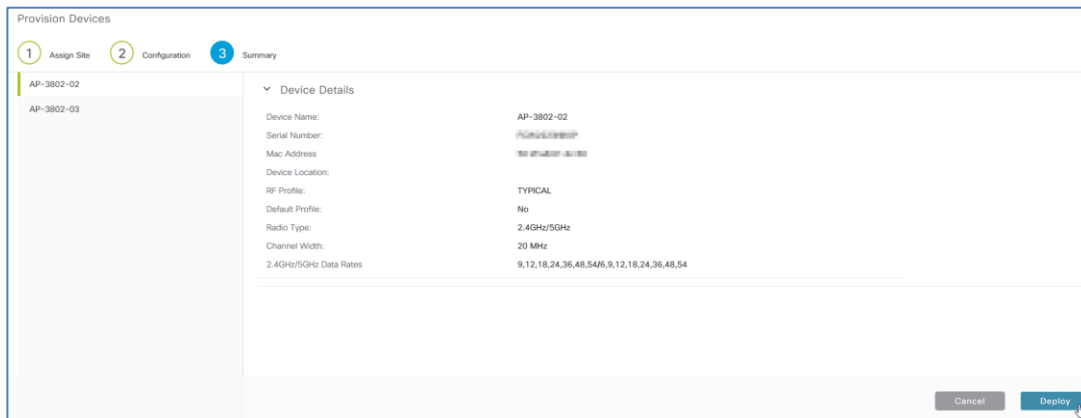 Provision Devices
1 Assign Site 2 Configuration 3 Summary
AP-3802-02
AP-3802-03
Device Details
Device Name: AP-3802-02
Serial Number:
Mac Address
Device Location:
RF Profile: TYPICAL
Default Profile: No
Radio Type: 2.4GHz/5GHz
Channel Width: 20 MHz
2.4GHz/5GHz Data Rates 9,12,18,24,36,48,54/6,9,12,18,24,36,48,54
Cancel Deploy